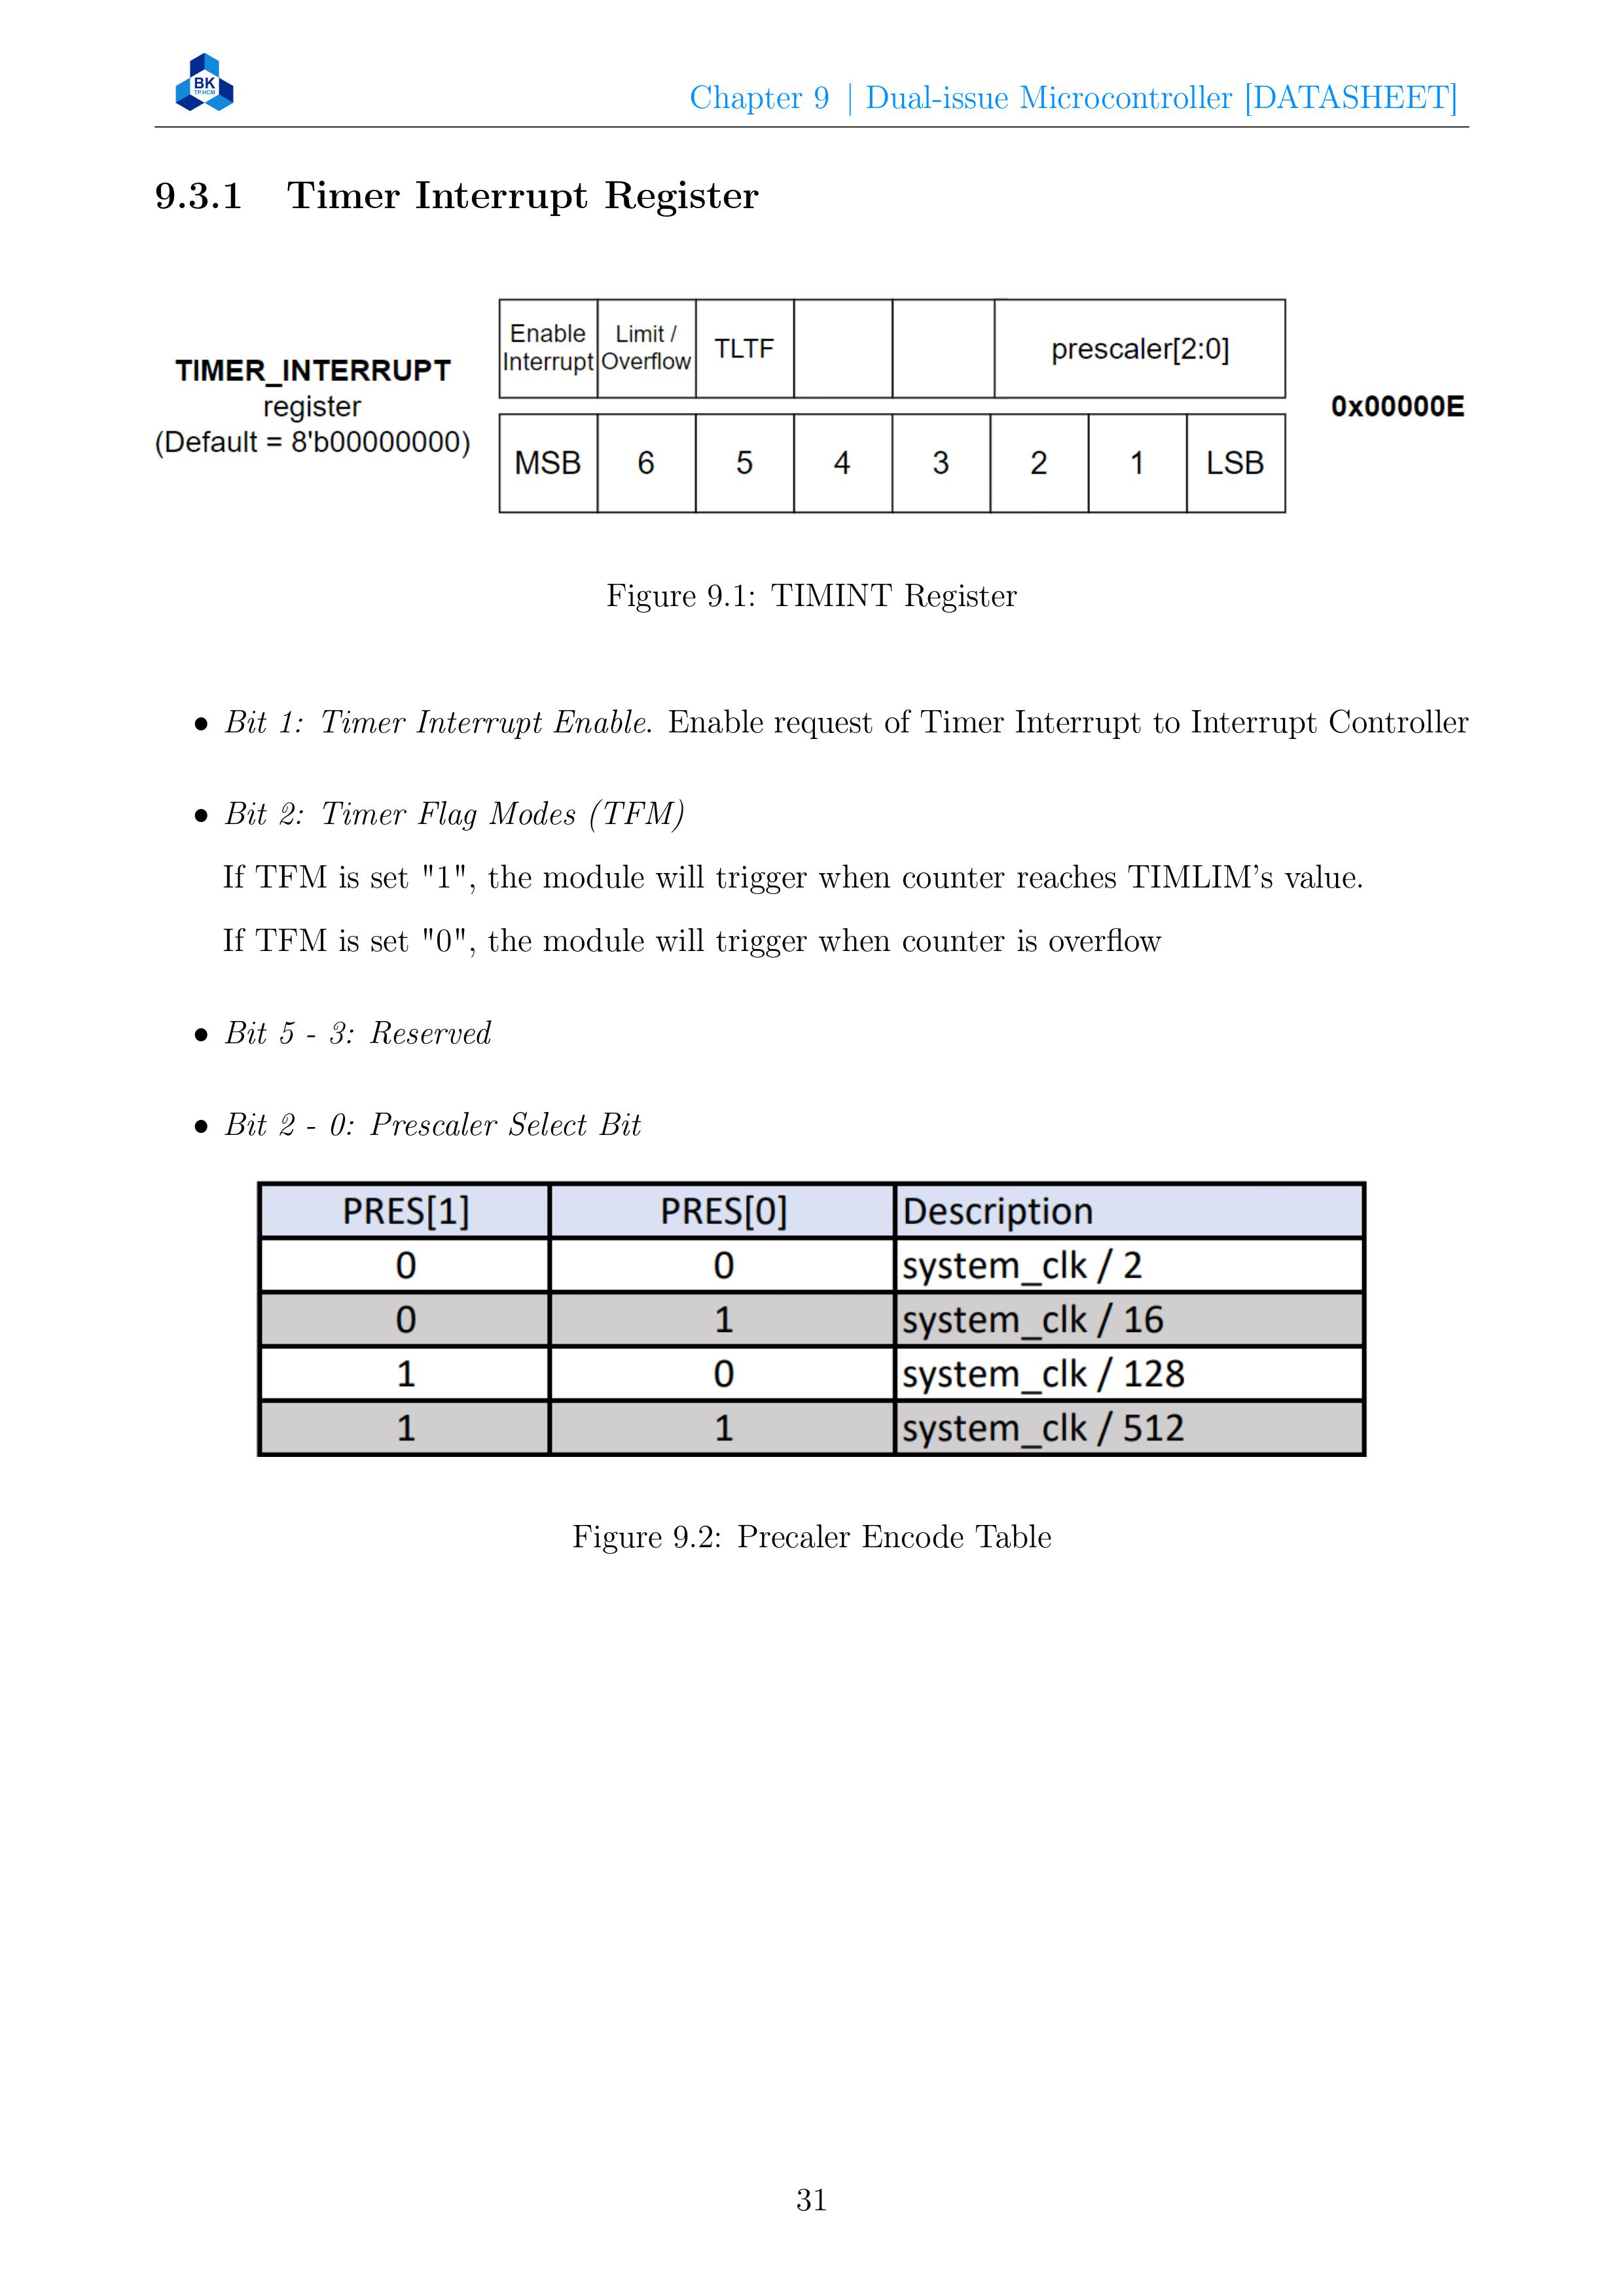 BK
TP.HCM
Chapter 9 | Dual-issue Microcontroller [DATASHEET]
9.3.1 Timer Interrupt Register
TIMER_INTERRUPT
register
(Default = 8'b00000000)
Enable Interrupt Limit / Overflow TLTF prescaler[2:0]
MSB 6 5 4 3 2 1 LSB
0x00000E
Figure 9.1: TIMINT Register
• Bit 1: Timer Interrupt Enable. Enable request of Timer Interrupt to Interrupt Controller
• Bit 2: Timer Flag Modes (TFM)
If TFM is set "1", the module will trigger when counter reaches TIMLIM's value.
If TFM is set "0", the module will trigger when counter is overflow
• Bit 5 - 3: Reserved
• Bit 2 - 0: Prescaler Select Bit
PRES[1] PRES[0] Description
0 0 system_clk / 2
0 1 system_clk / 16
1 0 system_clk / 128
1 1 system_clk / 512
Figure 9.2: Precaler Encode Table
31